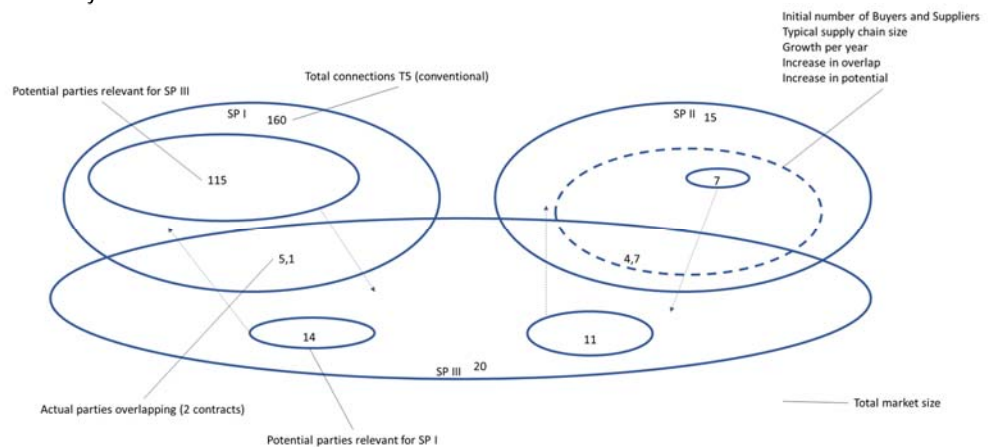 Initial number of Buyers and Suppliers
Typical supply chain size
Growth per year
Increase in overlap
Increase in potential
Total connections T5 (conventional)
Potential parties relevant for SP III
SP I 160
SP II 15
115
7
5,1
4,7
14
11
SP III 20
Actual parties overlapping (2 contracts)
Total market size
Potential parties relevant for SP I